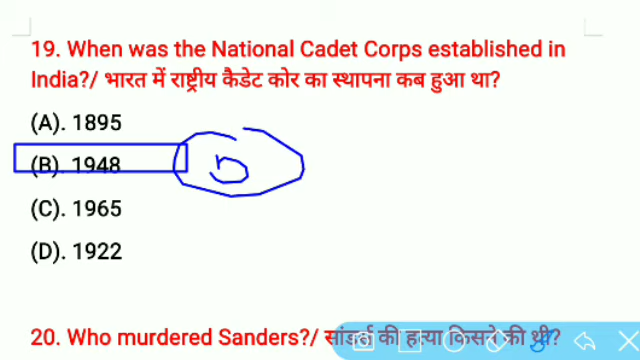 19. When was the National Cadet Corps established in
India?/ भारत में राष्ट्रीय कैडेट कोर का स्थापना कब हुआ था?
(A). 1895
(B). 1948
(C). 1965
(D). 1922
20. Who murdered Sanders?/ सांडर्स की हत्या किसने की थी?